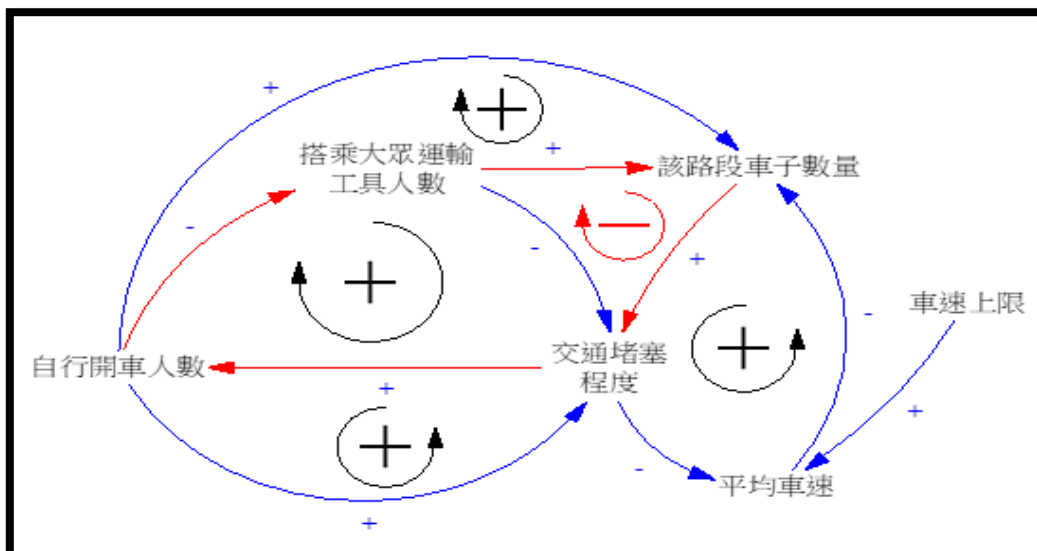 +
+
搭乘大眾運輸
+
工具人數
該路段車子數量
-
-
−
+
+
車速上限
-
自行開車人數
交通堵塞
程度
+
+
+
+
-
平均車速
+